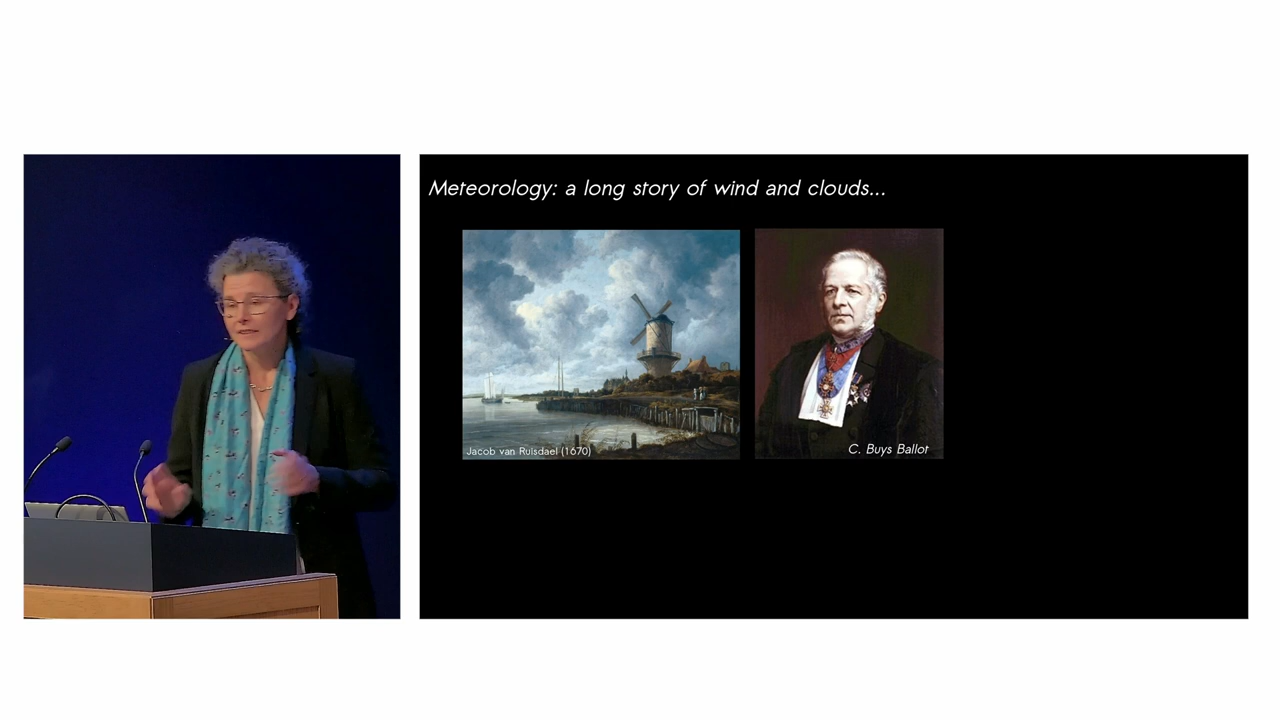 Meteorology: a long story of wind and clouds...
Jacob van Ruisdael (1670)
C. Buys Ballot